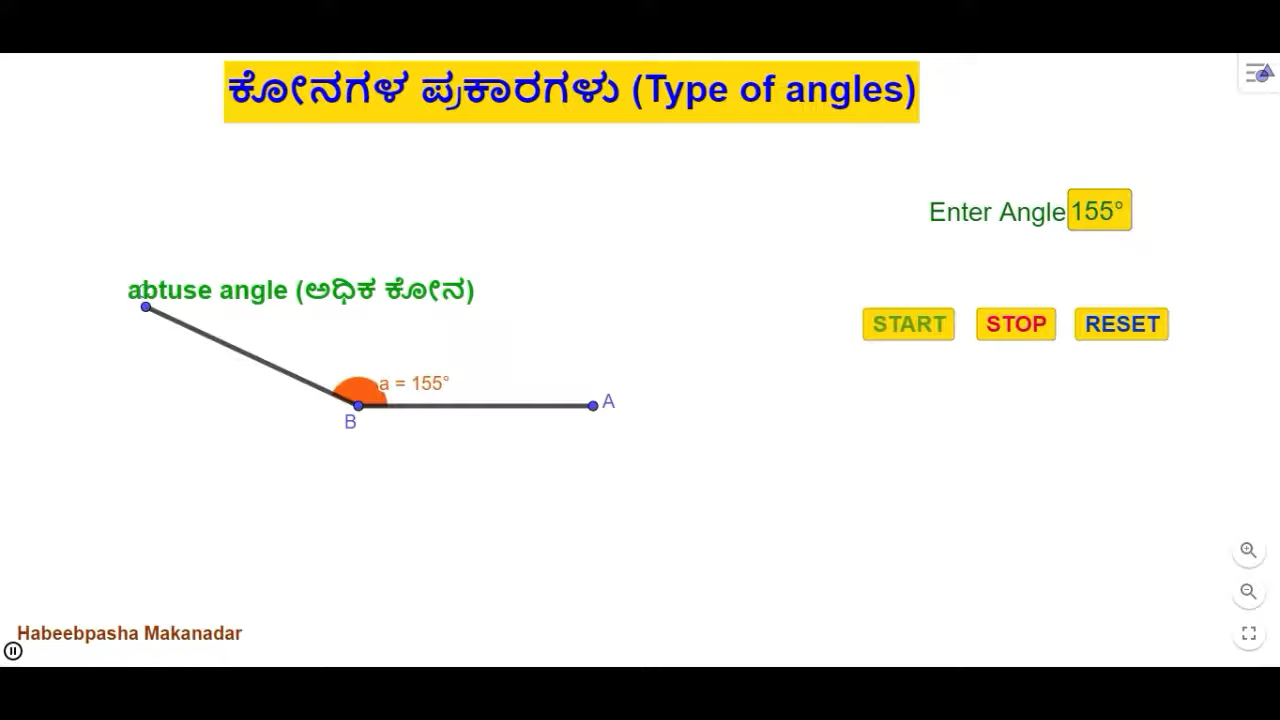 ಕೋನಗಳ ಪ್ರಕಾರಗಳು (Type of angles)
Enter Angle 155°
abtuse angle (ಅಧಿಕ ಕೋನ)
START STOP RESET
a = 155°
A
B
Habeebpasha Makanadar